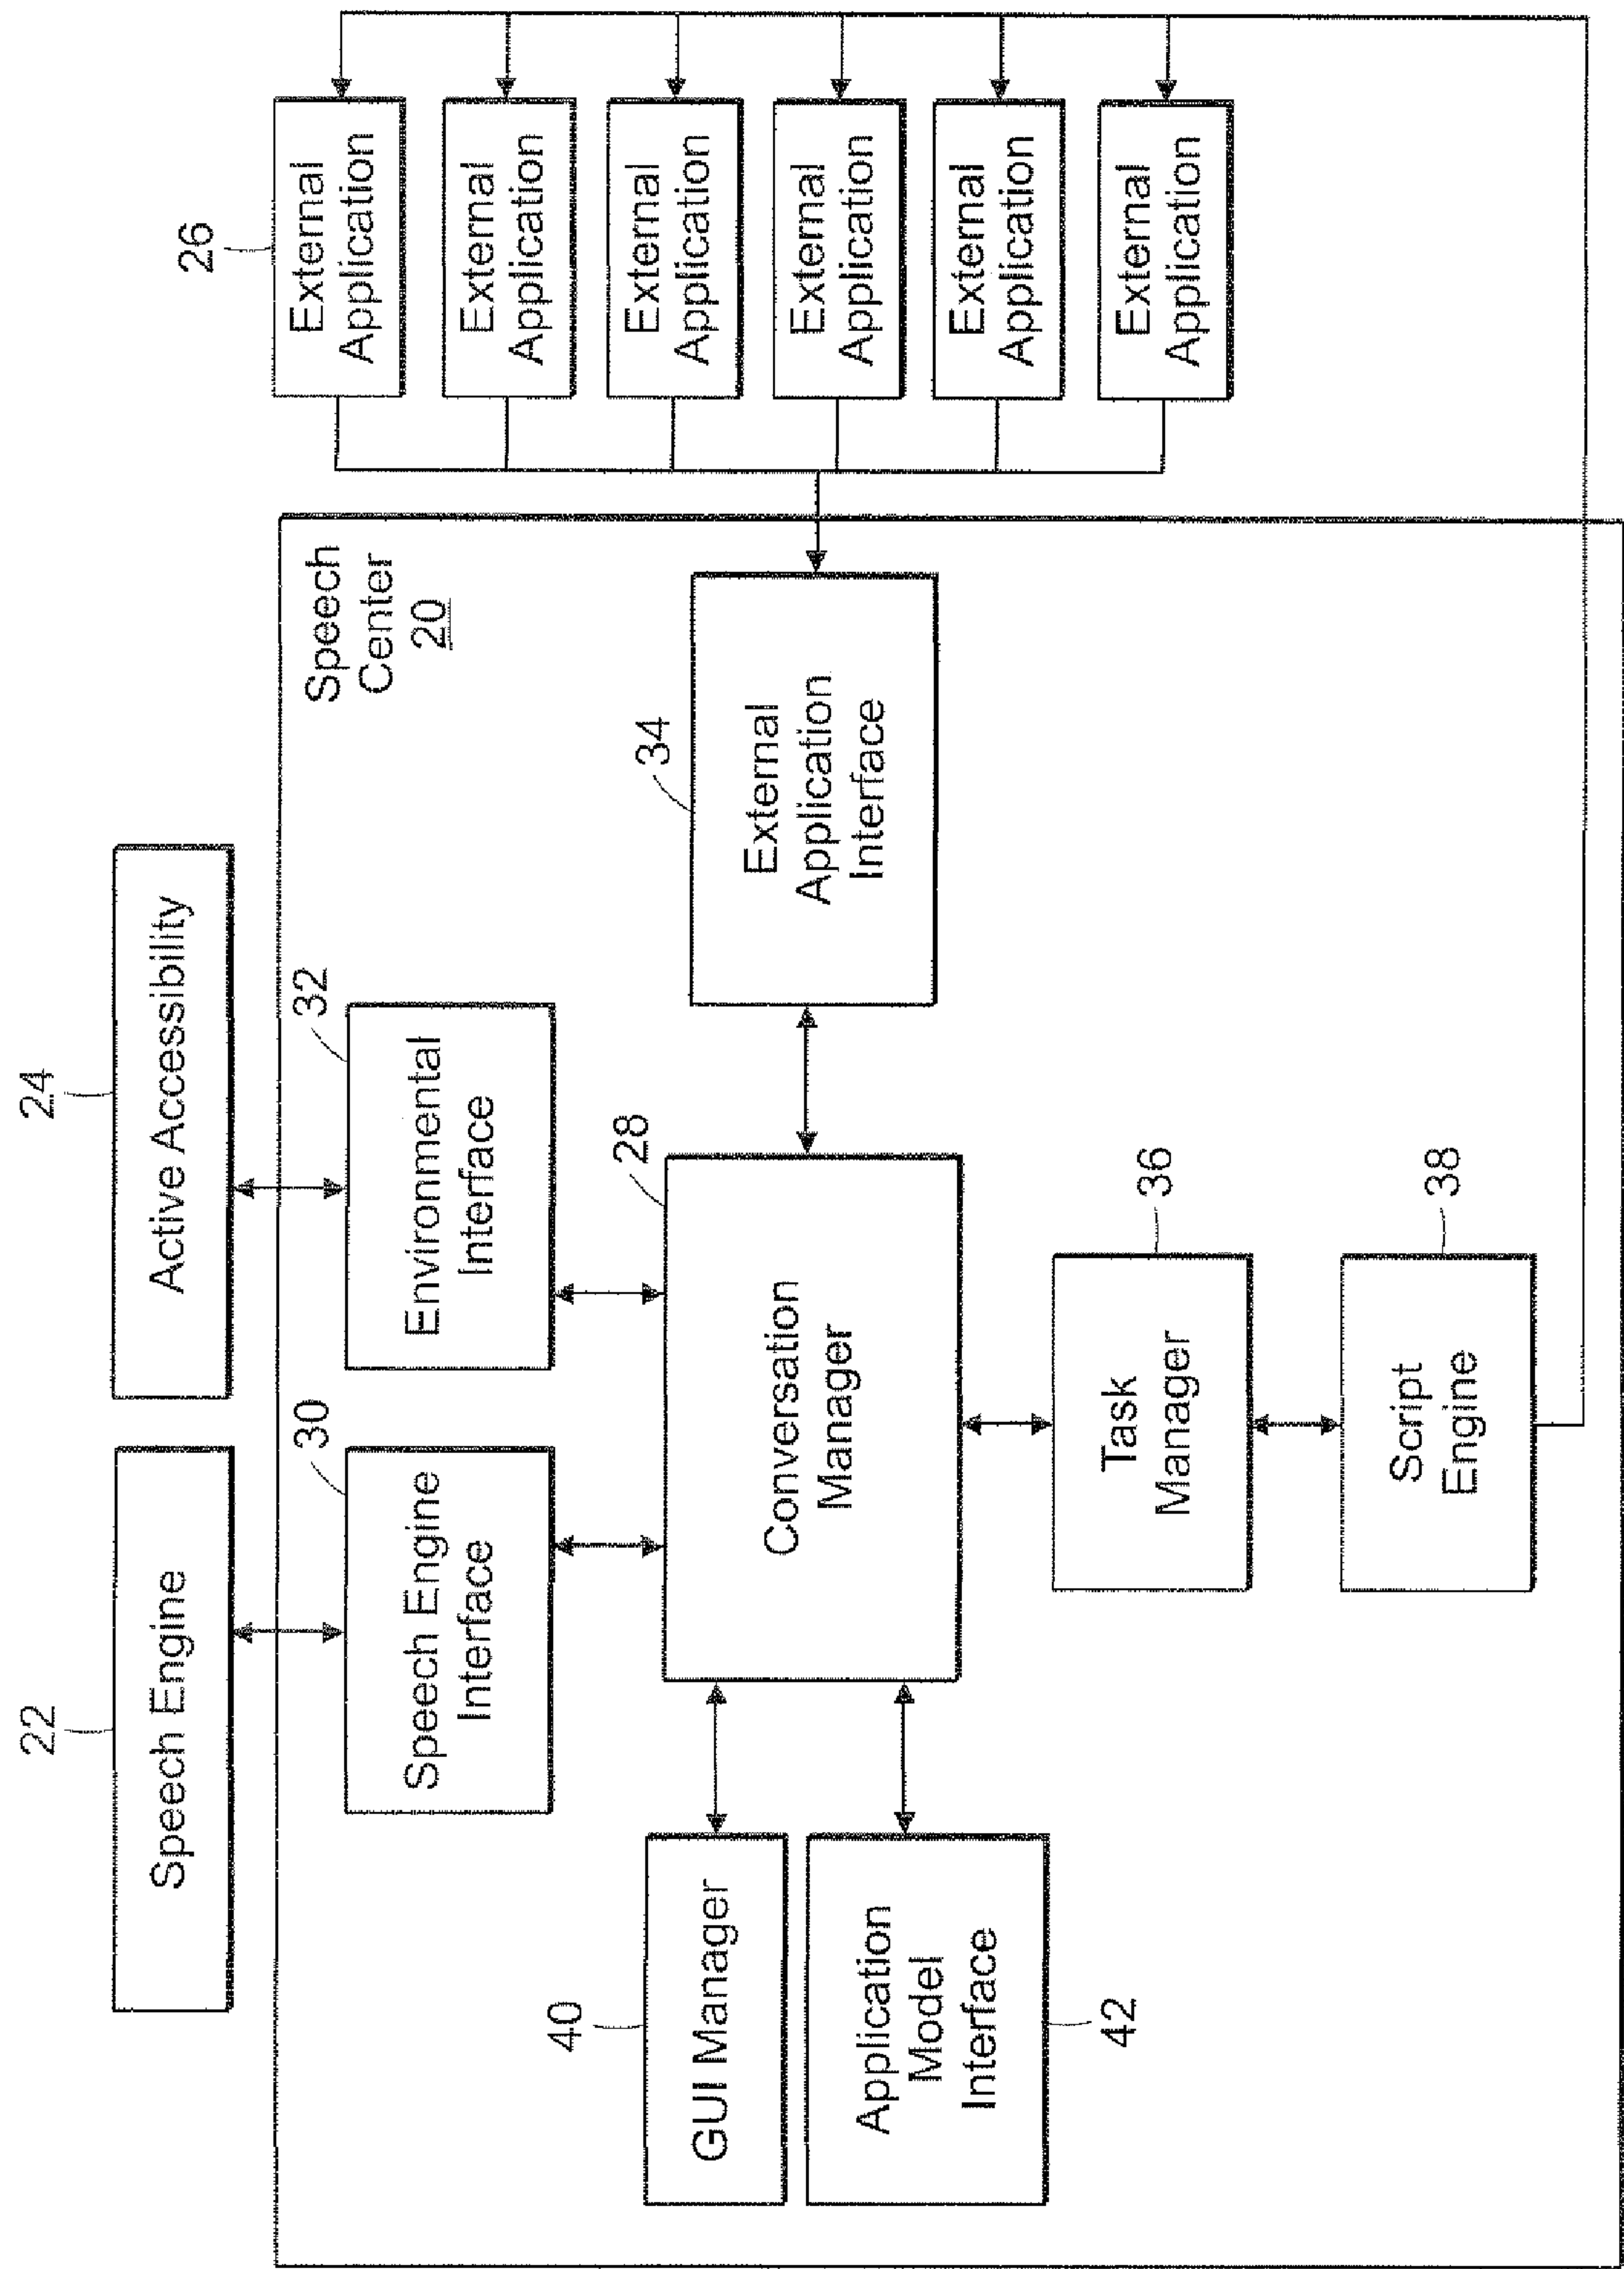 22
Speech Engine
24
Active Accessibility
26
External
Application
External
Application
External
Application
External
Application
External
Application
External
Application
Speech
Center
20
30
Speech Engine
Interface
32
Environmental
Interface
34
External
Application
Interface
28
Conversation
Manager
40
GUI Manager
Application
Model
Interface
42
Task
Manager
36
Script
Engine
38